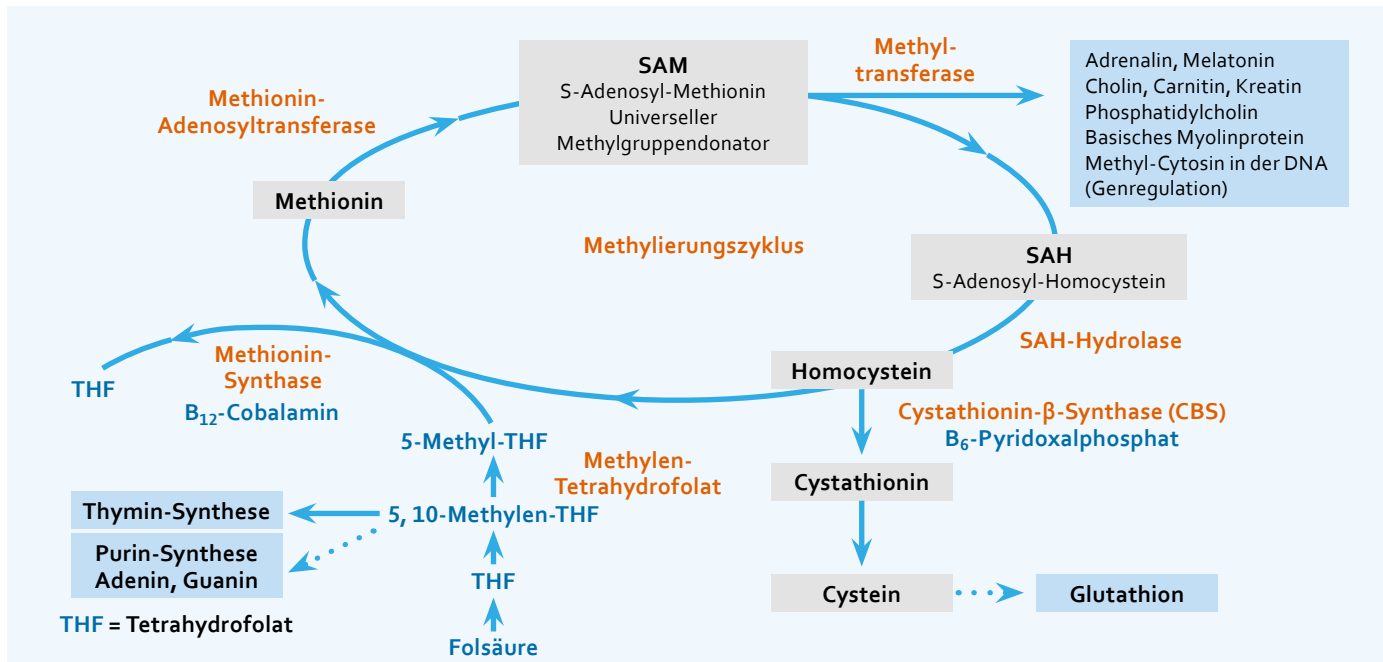 SAM
S-Adenosyl-Methionin
Universeller
Methylgruppendonator
Methyl-
transferase
Adrenalin, Melatonin
Cholin, Carnitin, Kreatin
Phosphatidylcholin
Basisches Myolinprotein
Methyl-Cytosin in der DNA
(Genregulation)
Methionin-
Adenosyltransferase
Methionin
Methylierungszyklus
SAH
S-Adenosyl-Homocystein
SAH-Hydrolase
Homocystein
THF
Methionin-
Synthase
B₁₂-Cobalamin
Cystathionin-β-Synthase (CBS)
B₆-Pyridoxalphosphat
5-Methyl-THF
Methylen-
Tetrahydrofolat
Cystathionin
Thymin-Synthese
5, 10-Methylen-THF
Purin-Synthese
Adenin, Guanin
THF
Cystein
Glutathion
THF = Tetrahydrofolat
Folsäure